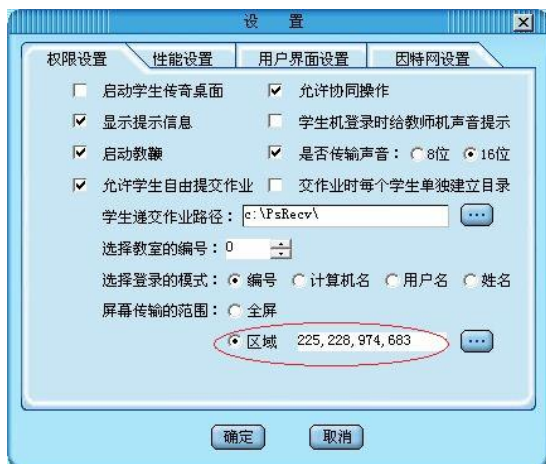 设 置
权限设置 性能设置 用户界面设置 因特网设置
启动学生传奇桌面 允许协同操作
显示提示信息 学生机登录时给教师机声音提示
启动教鞭 是否传输声音： 8位 16位
允许学生自由提交作业 交作业时每个学生单独建立目录
学生递交作业路径： c:\PsRecv\ ...
选择教室的编号： 0
选择登录的模式： 编号 计算机名 用户名 姓名
屏幕传输的范围： 全屏
区域 225,228,974,683 ...
确定 取消